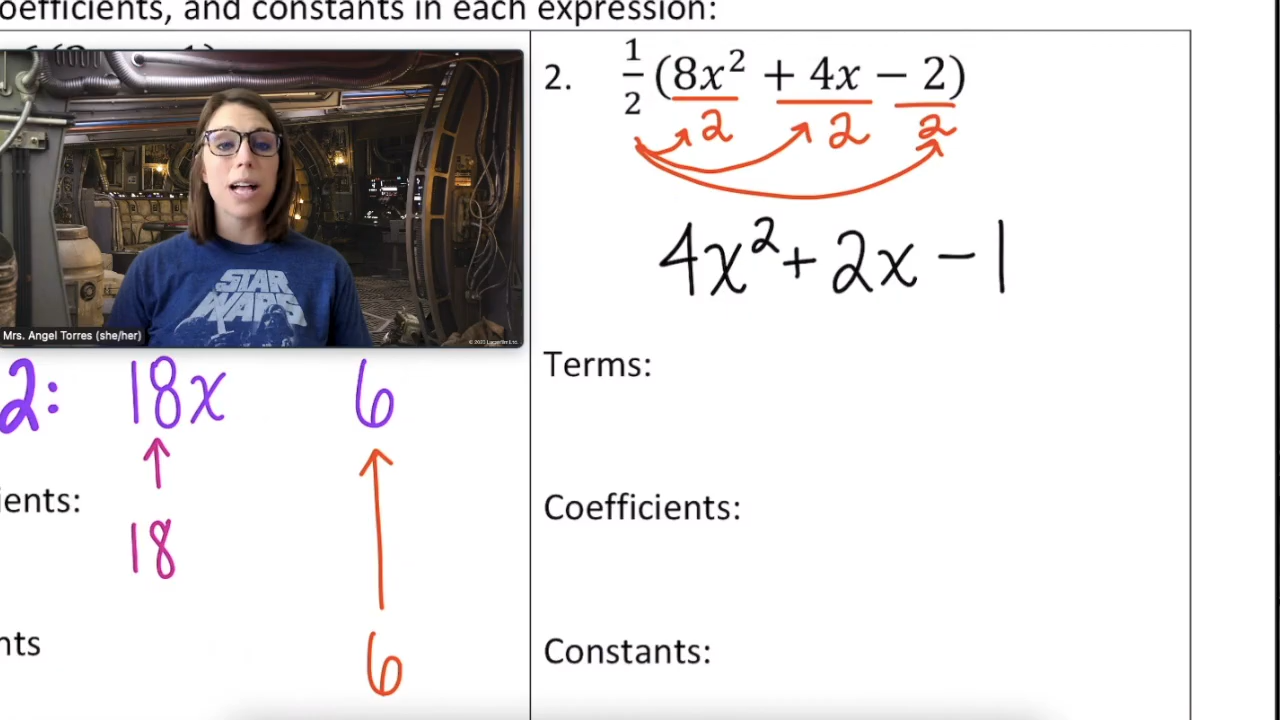 oefficients, and constants in each expression:
2. 1/2 (8x² + 4x − 2)
2 2 2
4x² + 2x − 1
STAR
WARS
Mrs. Angel Torres (she/her)
2: 18x 6
ients:
18
nts
6
Terms:
Coefficients:
Constants: